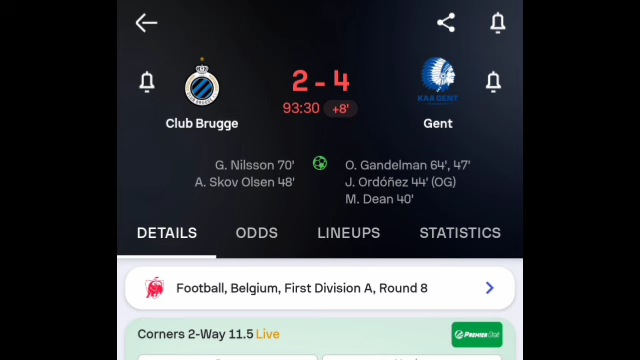 2 - 4
93:30 +8'
KAA GENT
Club Brugge
Gent
G. Nilsson 70'
A. Skov Olsen 48'
O. Gandelman 64', 47'
J. Ordóñez 44' (OG)
M. Dean 40'
DETAILS ODDS LINEUPS STATISTICS
Football, Belgium, First Division A, Round 8
Corners 2-Way 11.5 Live